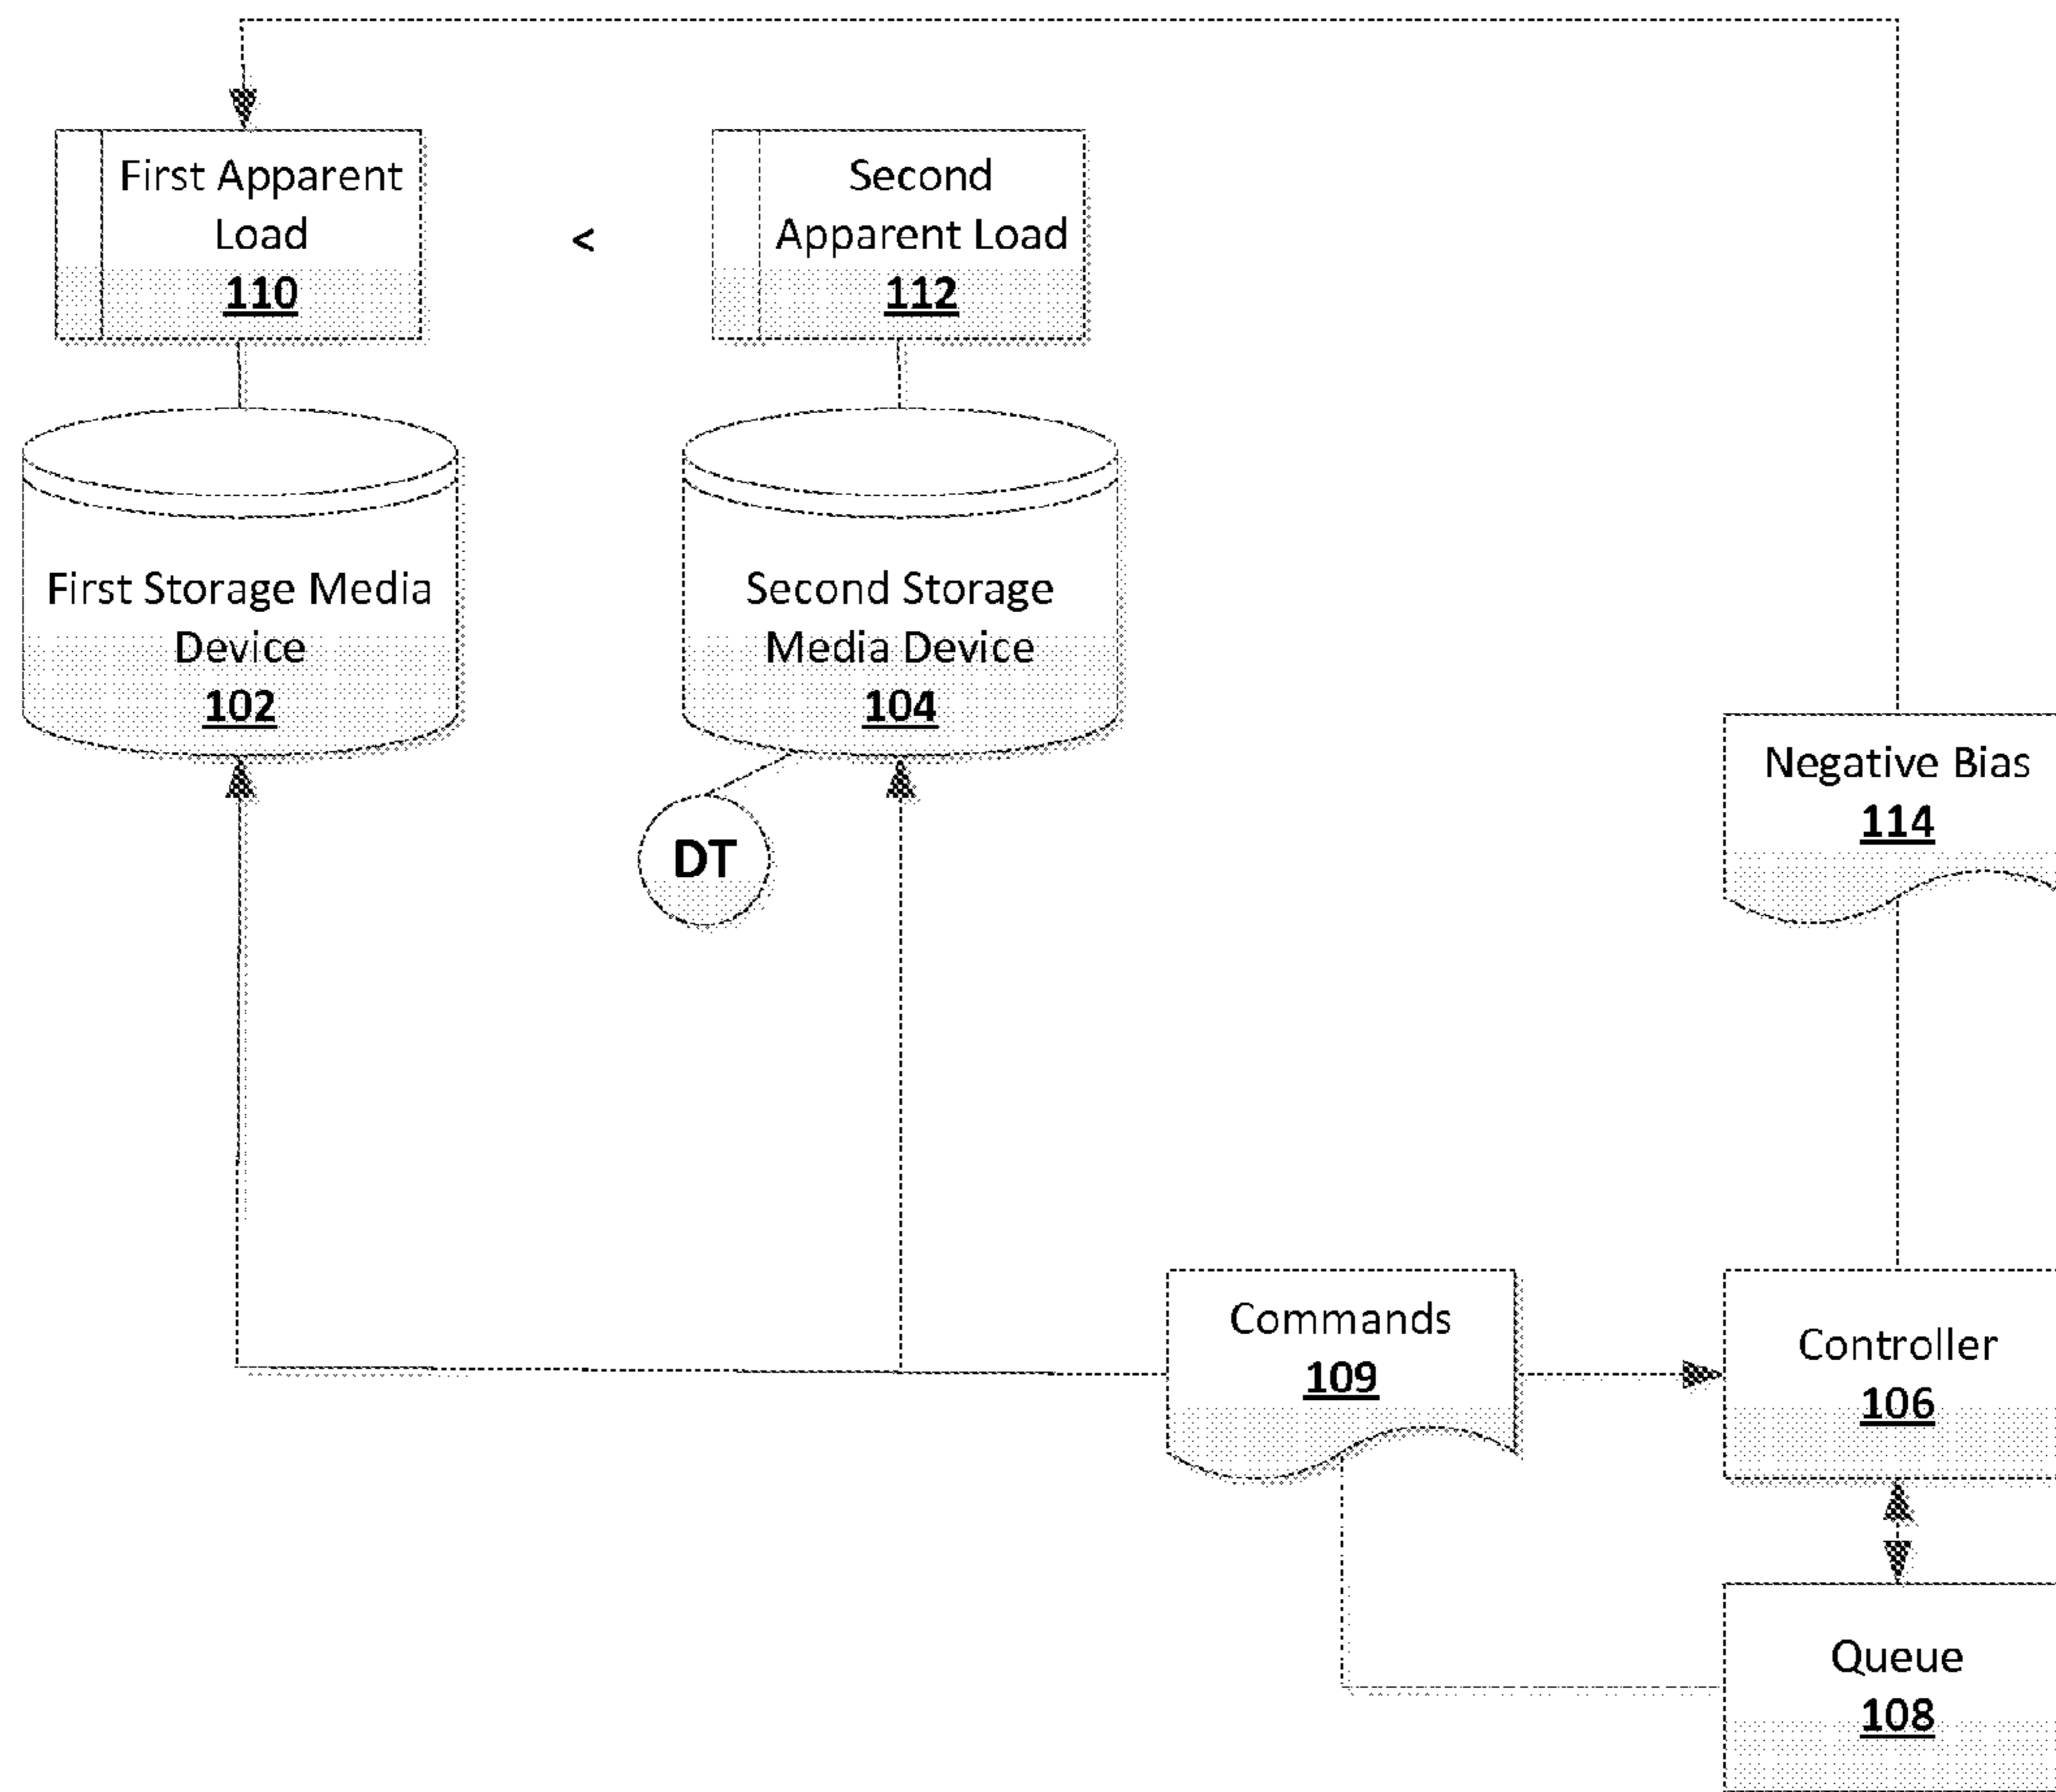 First Apparent
Load
110
<
Second
Apparent Load
112
First Storage Media
Device
102
Second Storage
Media Device
104
DT
Negative Bias
114
Commands
109
Controller
106
Queue
108